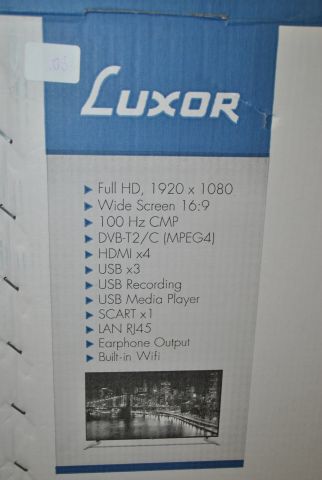 LUXOR
Full HD, 1920 x 1080
Wide Screen 16:9
100 Hz CMP
DVB-T2/C (MPEG4)
HDMI x4
USB x3
USB Recording
USB Media Player
SCART x1
LAN RJ45
Earphone Output
Built-in Wifi